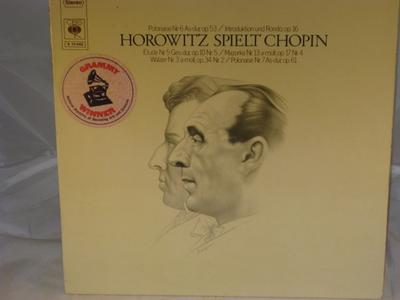 Stereo
CBS
Polonaise Nr. 6 As-dur, op. 53 / Introduktion und Rondo, op. 16
HOROWITZ SPIELT CHOPIN
Etude Nr. 5 Ges-dur, op. 10 Nr. 5 / Mazurka Nr. 13 a-moll, op. 17 Nr. 4
Walzer Nr. 3 a-moll, op. 34 Nr. 2 / Polonaise Nr. 7 As-dur, op. 61
GRAMMY
WINNER